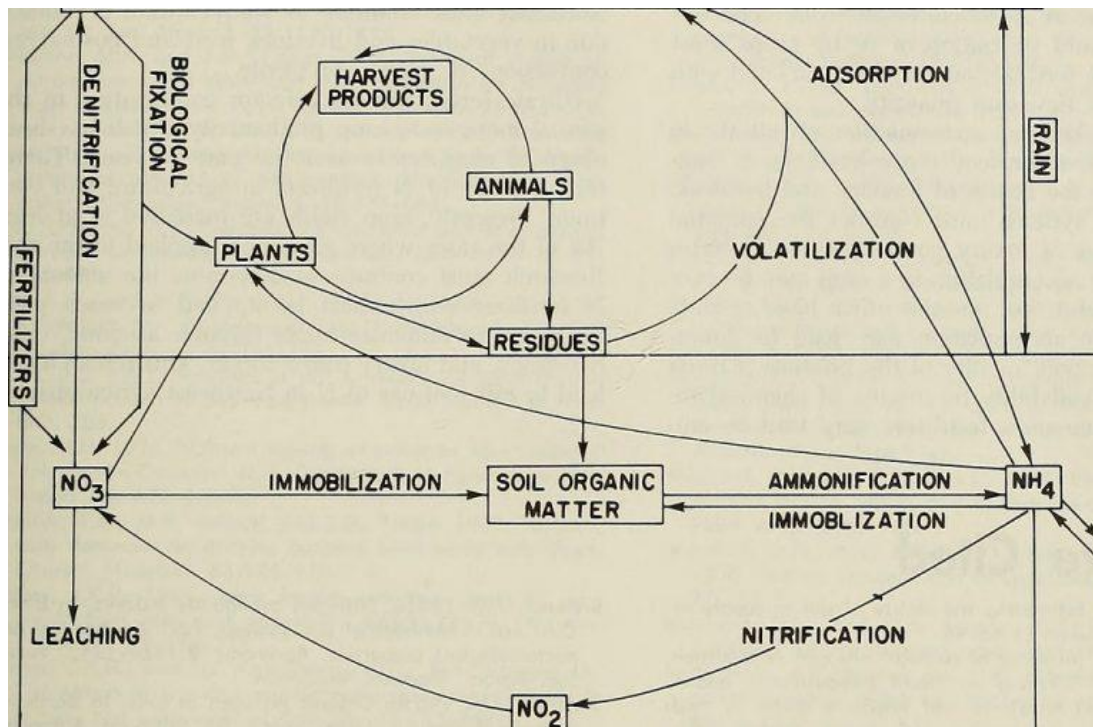 DENITRIFICATION
BIOLOGICAL
FIXATION
HARVEST
PRODUCTS
ADSORPTION
RAIN
ANIMALS
PLANTS
VOLATILIZATION
FERTILIZERS
RESIDUES
NO3
IMMOBILIZATION
SOIL ORGANIC
MATTER
AMMONIFICATION
IMMOBLIZATION
NH4
LEACHING
NITRIFICATION
NO2